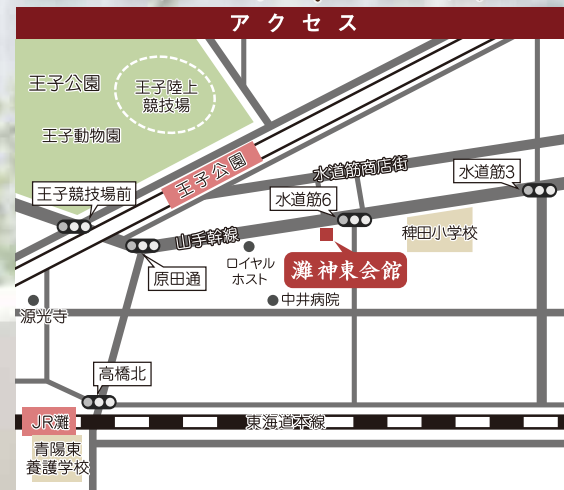 アクセス
王子公園
王子陸上
競技場
王子動物園
王子公園
水道筋商店街
水道筋3
王子競技場前
水道筋6
山手幹線
稗田小学校
原田通
ロイヤル
ホスト
灘神東会館
中井病院
源光寺
高橋北
JR灘
東海道本線
青陽東
養護学校